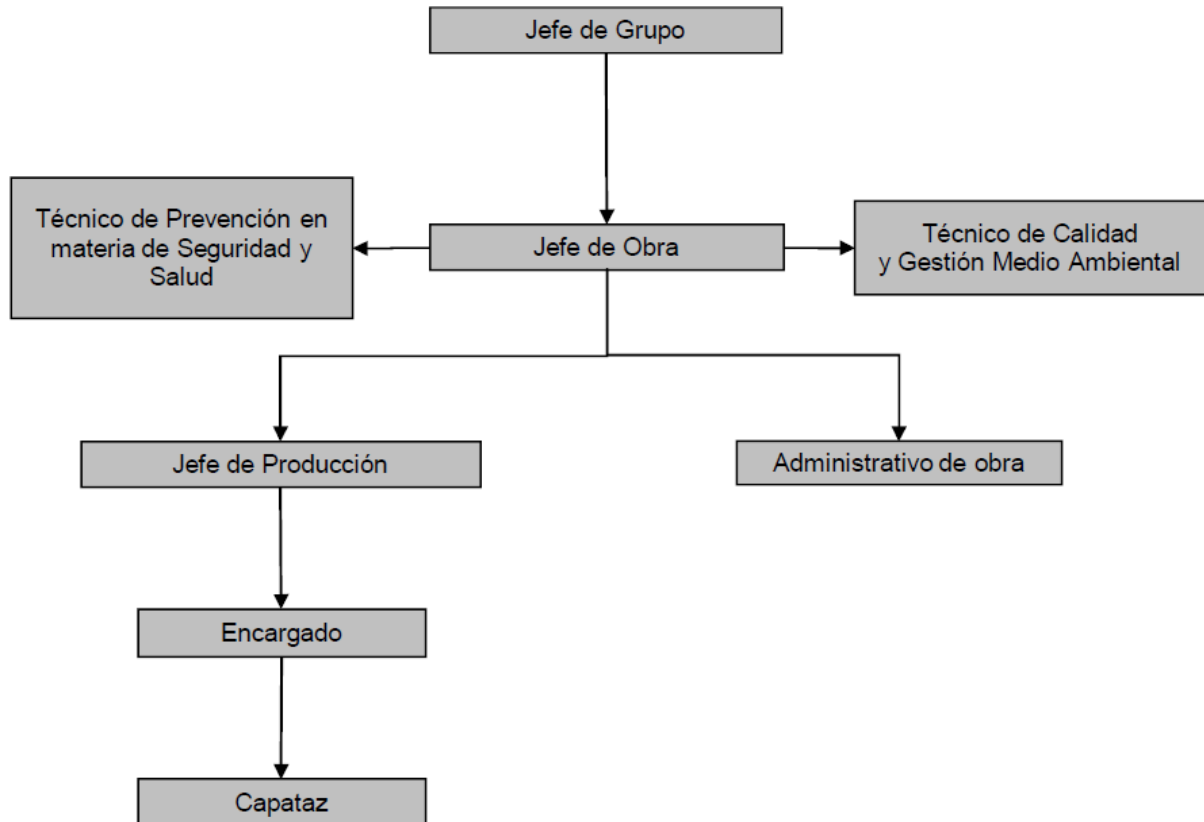 Jefe de Grupo
Técnico de Prevención en
materia de Seguridad y
Salud
Jefe de Obra
Técnico de Calidad
y Gestión Medio Ambiental
Jefe de Producción
Administrativo de obra
Encargado
Capataz